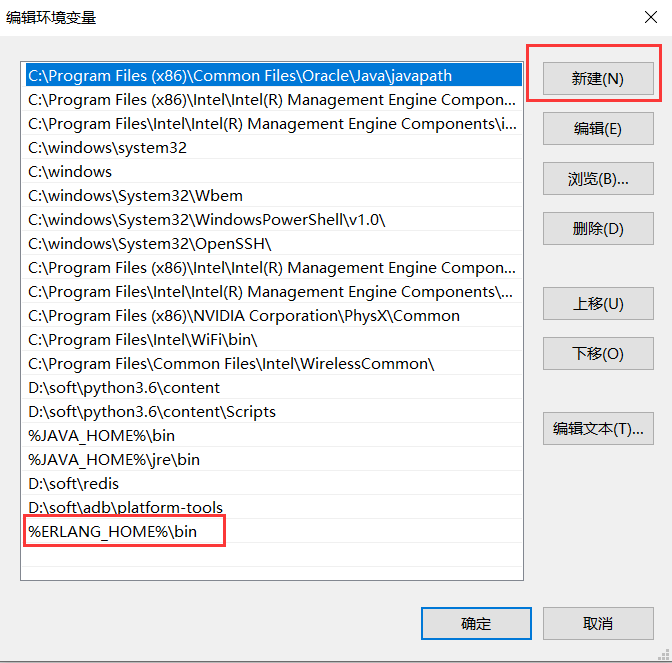 编辑环境变量
C:\Program Files (x86)\Common Files\Oracle\Java\javapath
C:\Program Files (x86)\Intel\Intel(R) Management Engine Compon...
C:\Program Files\Intel\Intel(R) Management Engine Components\i...
C:\windows\system32
C:\windows
C:\windows\System32\Wbem
C:\windows\System32\WindowsPowerShell\v1.0\
C:\windows\System32\OpenSSH\
C:\Program Files (x86)\Intel\Intel(R) Management Engine Compon...
C:\Program Files\Intel\Intel(R) Management Engine Components\...
C:\Program Files (x86)\NVIDIA Corporation\PhysX\Common
C:\Program Files\Intel\WiFi\bin\
C:\Program Files\Common Files\Intel\WirelessCommon\
D:\soft\python3.6\content
D:\soft\python3.6\content\Scripts
%JAVA_HOME%\bin
%JAVA_HOME%\jre\bin
D:\soft\redis
D:\soft\adb\platform-tools
%ERLANG_HOME%\bin
新建(N)
编辑(E)
浏览(B)...
删除(D)
上移(U)
下移(O)
编辑文本(T)...
确定
取消